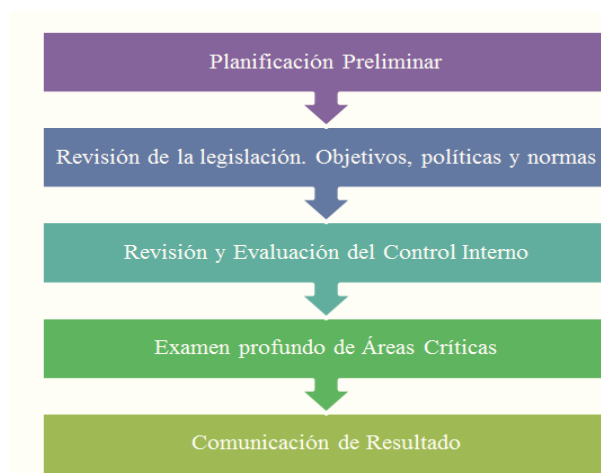 Planificación Preliminar
Revisión de la legislación. Objetivos, políticas y normas
Revisión y Evaluación del Control Interno
Examen profundo de Áreas Críticas
Comunicación de Resultado